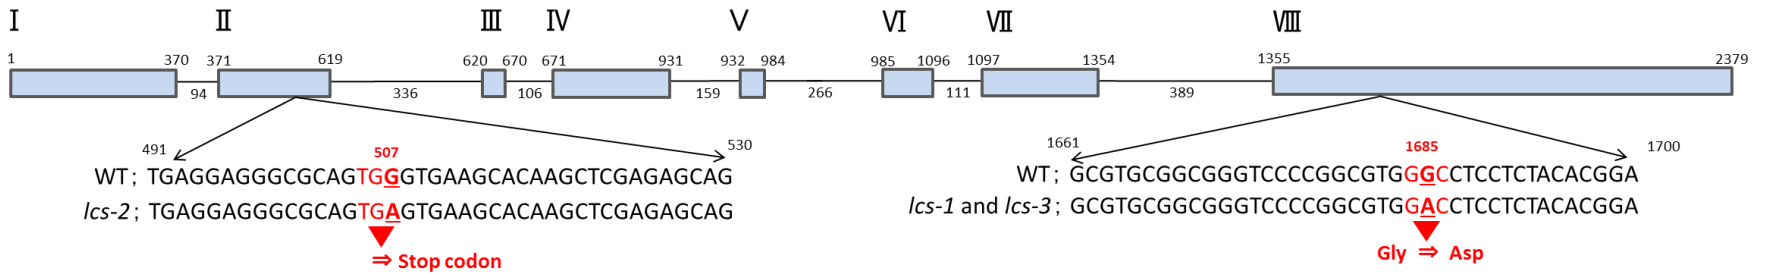 Ⅰ Ⅱ Ⅲ Ⅳ Ⅴ Ⅵ Ⅶ Ⅷ
1 370 371 619 620 670 671 931 932 984 985 1096 1097 1354 1355 2379
94 336 106 159 266 111 389
491 507 530
WT ; TGAGGAGGGCGCAGTGGGTGAAGCACAAGCTCGAGAGCAG
lcs-2 ; TGAGGAGGGCGCAGTGAGTGAAGCACAAGCTCGAGAGCAG
⇒ Stop codon
1661 1685 1700
WT ; GCGTGCGGCGGGTCCCCGGCGTGGGCCTCCTCTACACGGA
lcs-1 and lcs-3 ; GCGTGCGGCGGGTCCCCGGCGTGGACCTCCTCTACACGGA
Gly ⇒ Asp